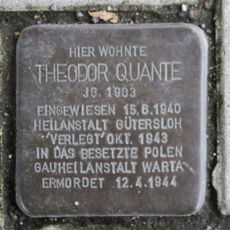 HIER WOHNTE
THEODOR QUANTE
JG. 1903
EINGEWIESEN 15.6.1940
HEILANSTALT GÜTERSLOH
VERLEGT OKT. 1943
IN DAS BESETZTE POLEN
GAUHEILANSTALT WARTA
ERMORDET 12.4.1944